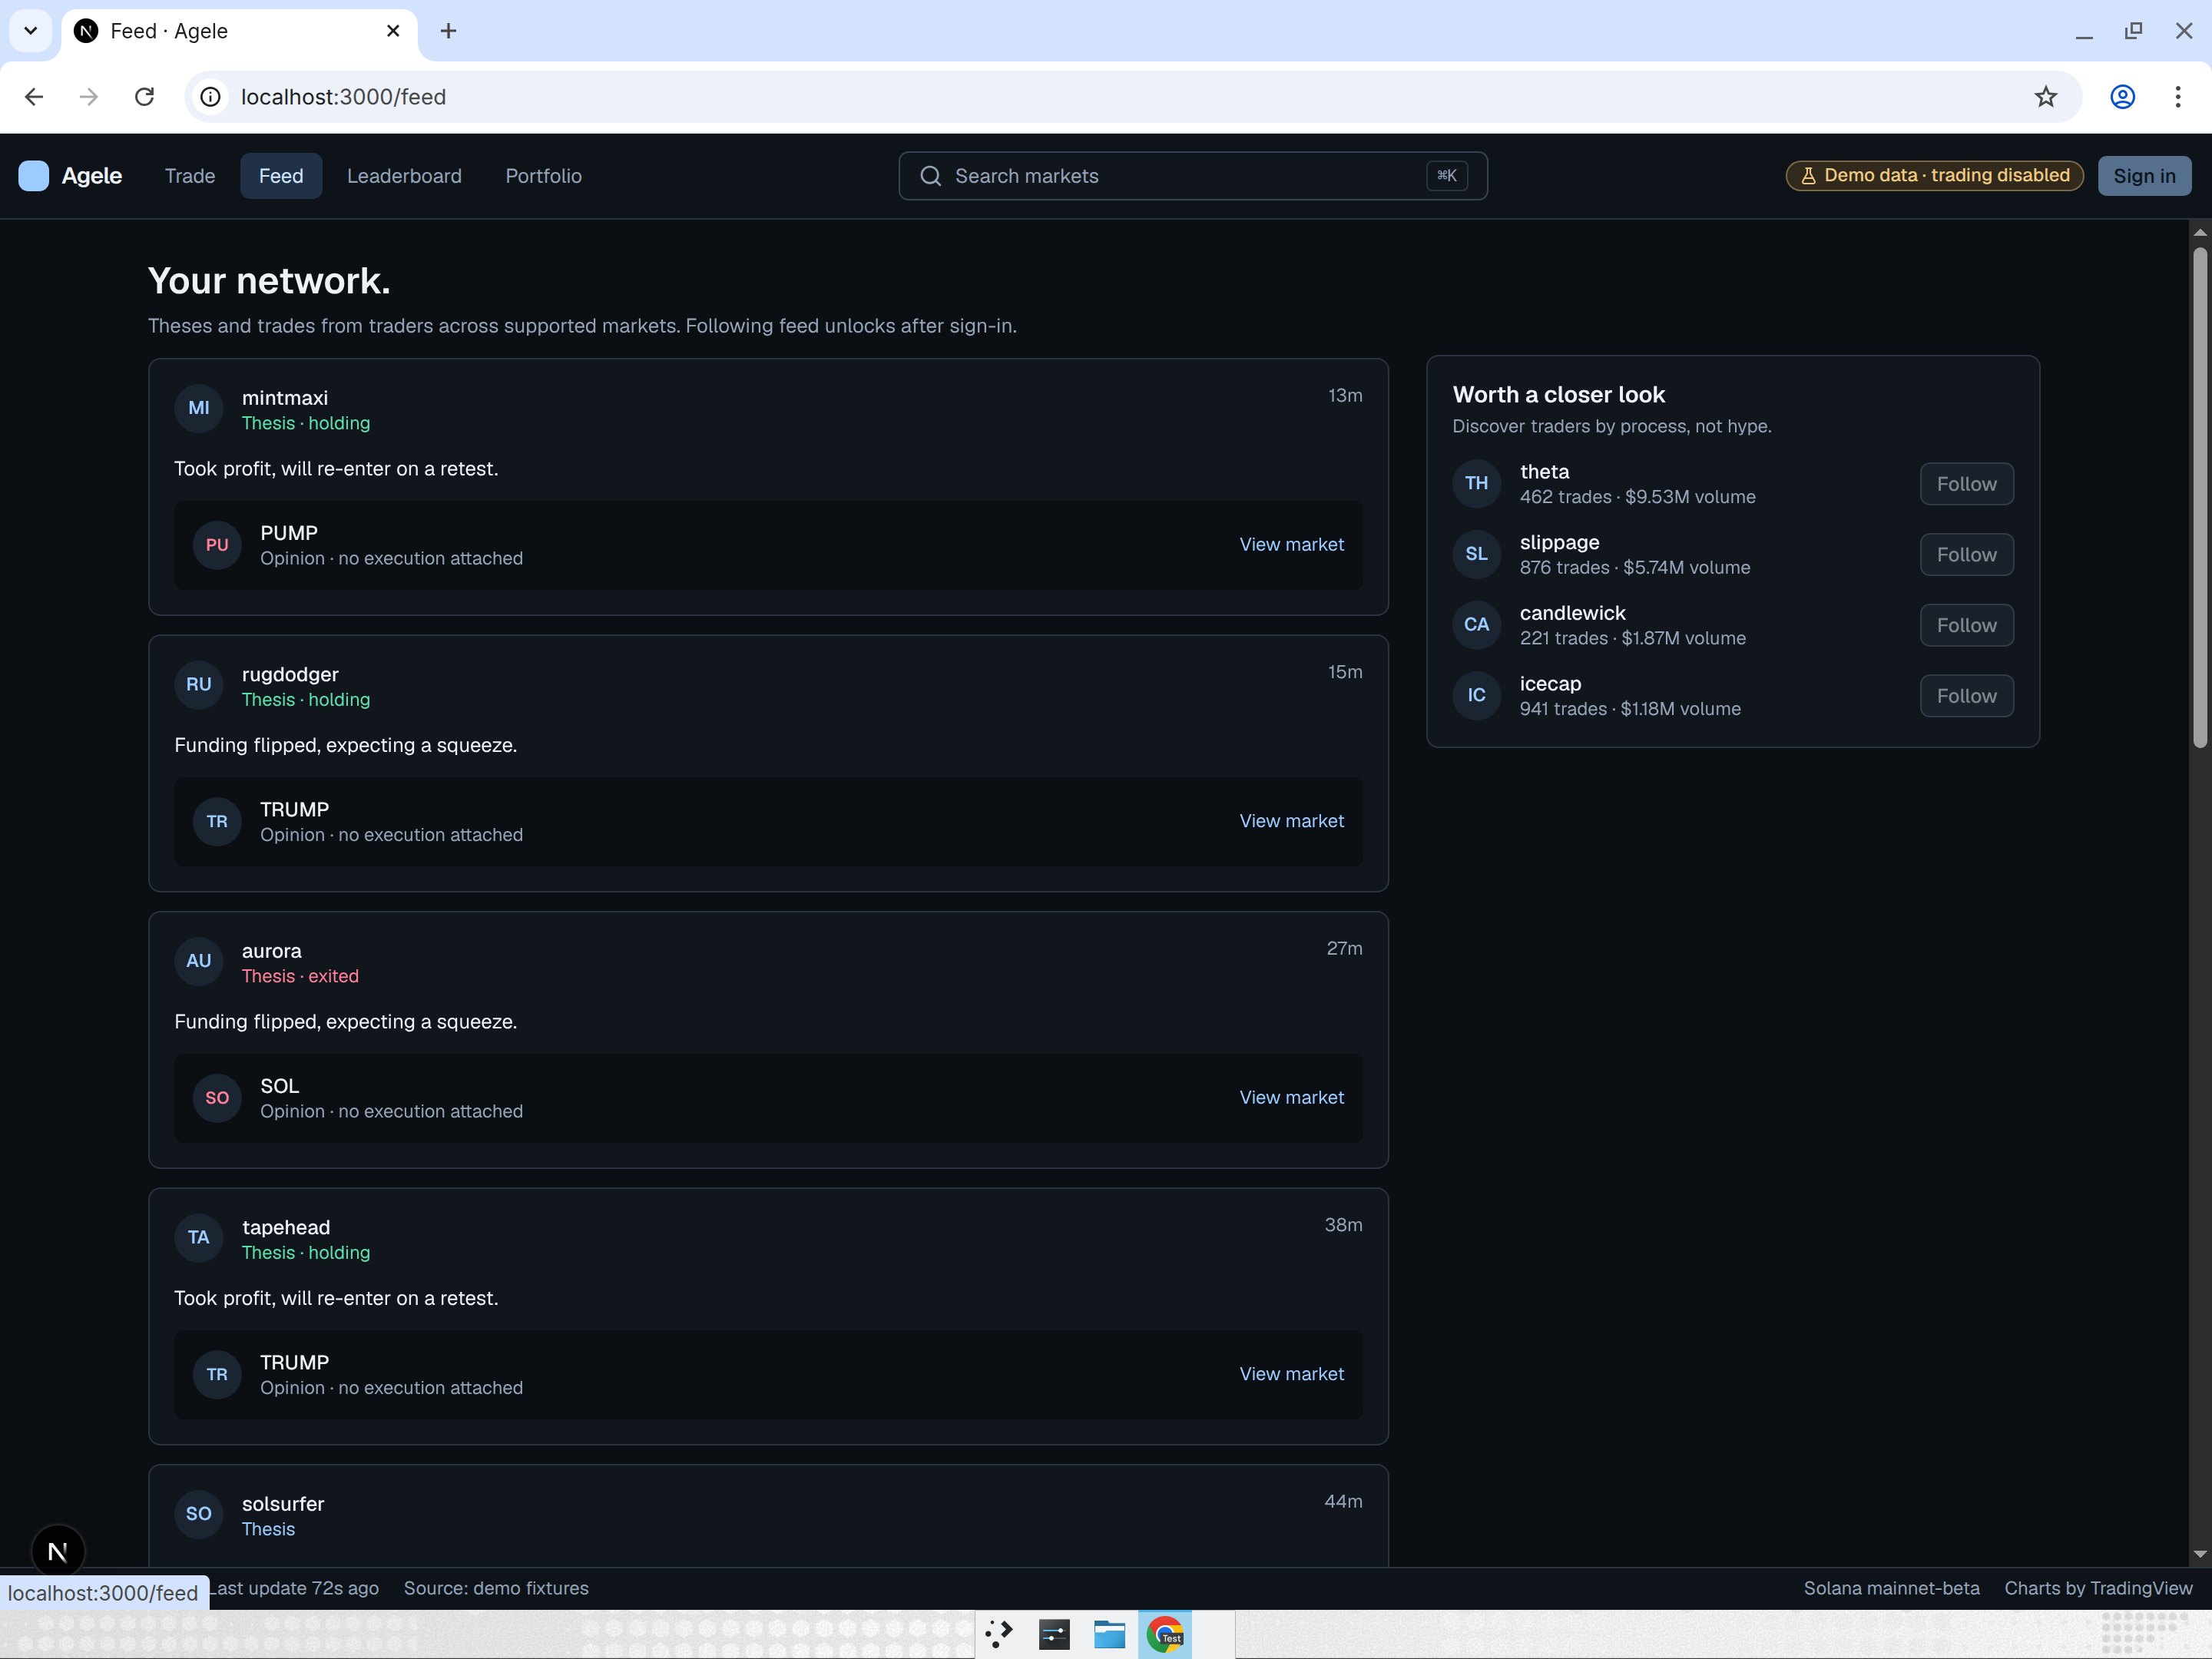 Feed · Agele
localhost:3000/feed
Agele
Trade
Feed
Leaderboard
Portfolio
Search markets
⌘K
Demo data · trading disabled
Sign in
Your network.
Theses and trades from traders across supported markets. Following feed unlocks after sign-in.
MI
mintmaxi
13m
Thesis · holding
Took profit, will re-enter on a retest.
PU
PUMP
Opinion · no execution attached
View market
RU
rugdodger
15m
Thesis · holding
Funding flipped, expecting a squeeze.
TR
TRUMP
Opinion · no execution attached
View market
AU
aurora
27m
Thesis · exited
Funding flipped, expecting a squeeze.
SO
SOL
Opinion · no execution attached
View market
TA
tapehead
38m
Thesis · holding
Took profit, will re-enter on a retest.
TR
TRUMP
Opinion · no execution attached
View market
SO
solsurfer
44m
Thesis
Worth a closer look
Discover traders by process, not hype.
TH
theta
462 trades · $9.53M volume
Follow
SL
slippage
876 trades · $5.74M volume
Follow
CA
candlewick
221 trades · $1.87M volume
Follow
IC
icecap
941 trades · $1.18M volume
Follow
N
localhost:3000/feed
Last update 72s ago
Source: demo fixtures
Solana mainnet-beta
Charts by TradingView
Test